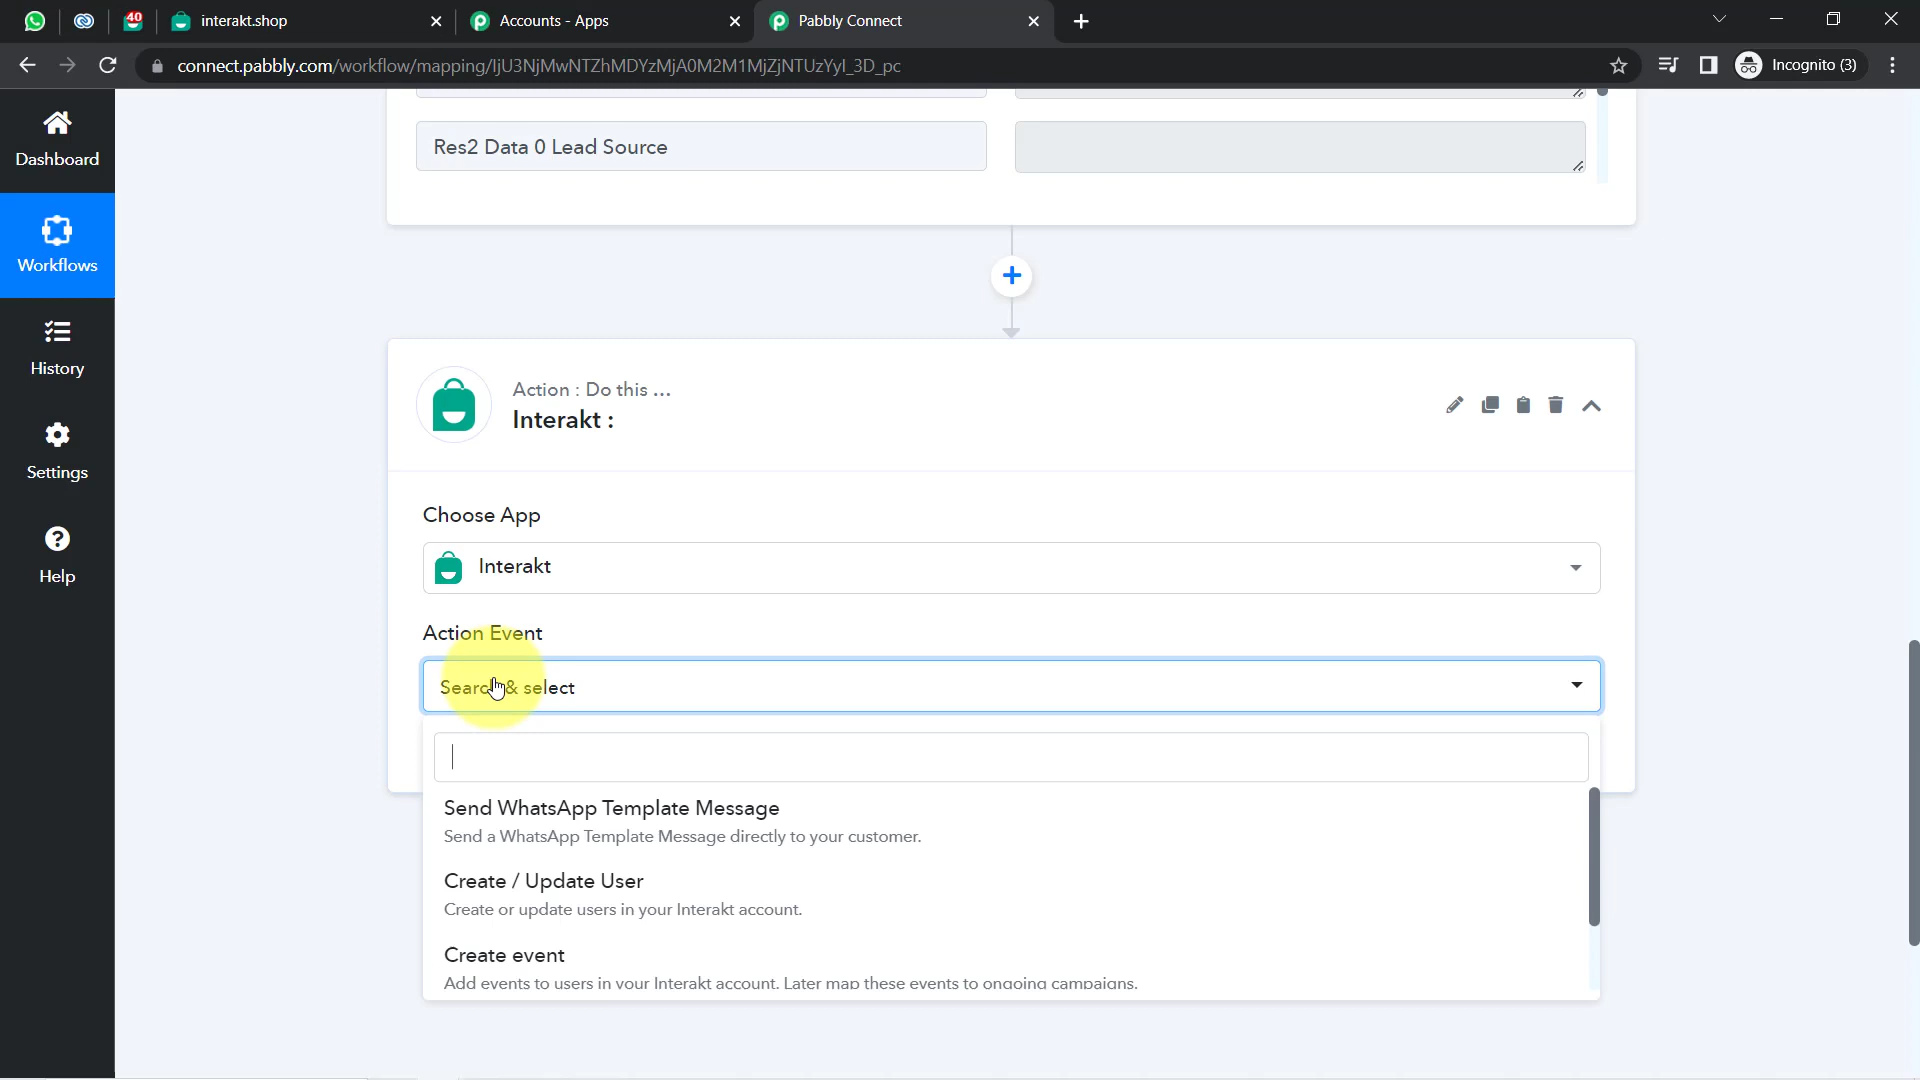 40
interakt.shop
Accounts - Apps
Pabbly Connect
connect.pabbly.com/workflow/mapping/IjU3NjMwNTZhMDYzMjA0M2M1MjZjNTUzYyI_3D_pc
Incognito (3)
Dashboard
Workflows
History
Settings
Help
Res2 Data 0 Lead Source
Action : Do this ...
Interakt :
Choose App
Interakt
Action Event
Search & select
Send WhatsApp Template Message
Send a WhatsApp Template Message directly to your customer.
Create / Update User
Create or update users in your Interakt account.
Create event
Add events to users in your Interakt account. Later map these events to ongoing campaigns.